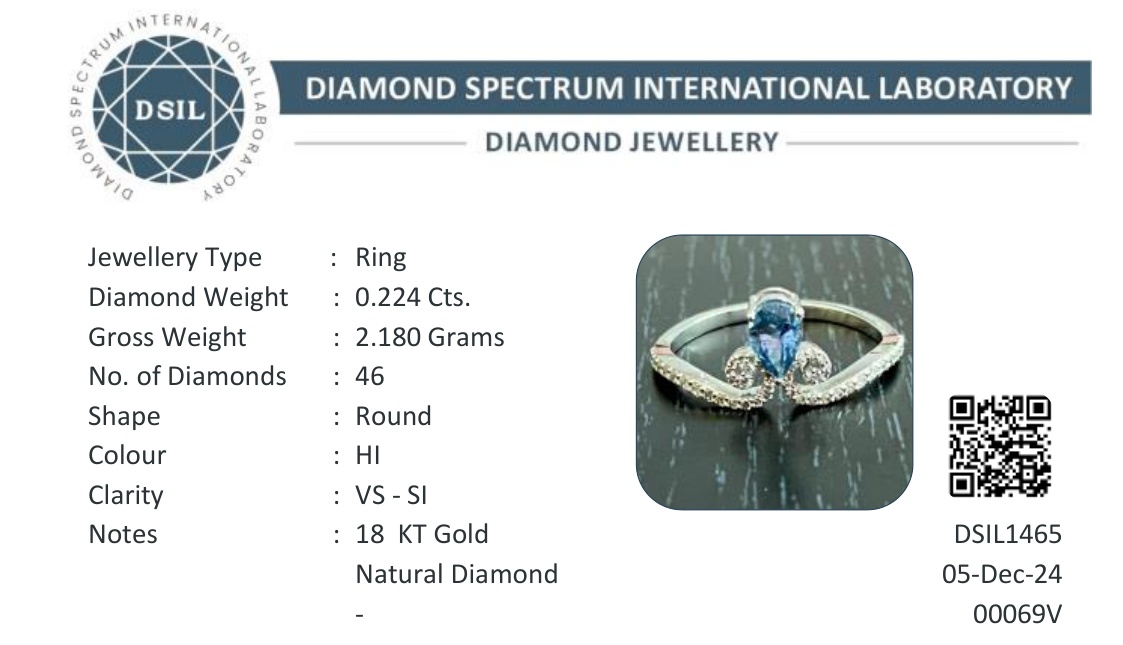 DIAMOND SPECTRUM INTERNATIONAL LABORATORY
DSIL
DIAMOND SPECTRUM INTERNATIONAL LABORATORY
DIAMOND JEWELLERY
Jewellery Type : Ring
Diamond Weight : 0.224 Cts.
Gross Weight : 2.180 Grams
No. of Diamonds : 46
Shape : Round
Colour : HI
Clarity : VS - SI
Notes : 18 KT Gold
Natural Diamond
-
DSIL1465
05-Dec-24
00069V